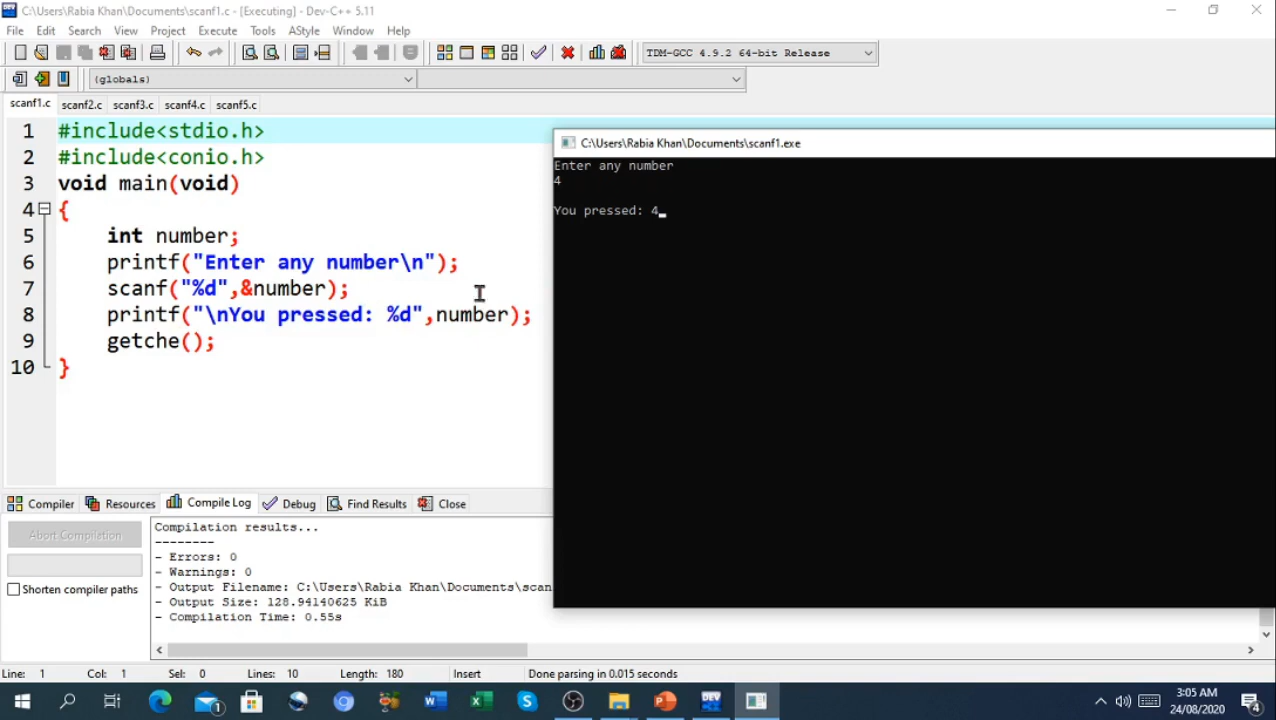 C:\Users\Rabia Khan\Documents\scanf1.c - [Executing] - Dev-C++ 5.11
File Edit Search View Project Execute Tools AStyle Window Help
TDM-GCC 4.9.2 64-bit Release
(globals)
scanf1.c scanf2.c scanf3.c scanf4.c scanf5.c
1 #include<stdio.h>
2 #include<conio.h>
3 void main(void)
4 {
5 int number;
6 printf("Enter any number\n");
7 scanf("%d",&number);
8 printf("\nYou pressed: %d",number);
9 getche();
10 }
C:\Users\Rabia Khan\Documents\scanf1.exe
Enter any number
4
You pressed: 4_
Compiler Resources Compile Log Debug Find Results Close
Abort Compilation
Shorten compiler paths
Compilation results...
--------
- Errors: 0
- Warnings: 0
- Output Filename: C:\Users\Rabia Khan\Documents\scan
- Output Size: 128.94140625 KiB
- Compilation Time: 0.55s
Line: 1 Col: 1 Sel: 0 Lines: 10 Length: 180 Insert Done parsing in 0.015 seconds
3:05 AM
24/08/2020